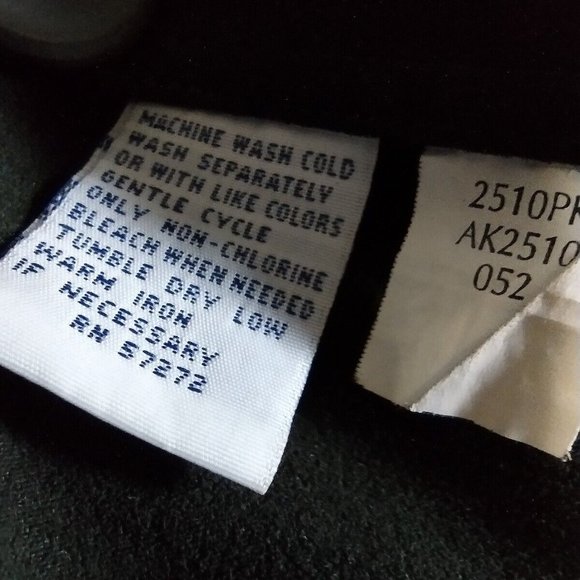 MACHINE WASH COLD
WASH SEPARATELY
OR WITH LIKE COLORS
GENTLE CYCLE
ONLY NON-CHLORINE
BLEACH WHEN NEEDED
TUMBLE DRY LOW
WARM IRON
IF NECESSARY
RN 57272
2510P
AK2510
052